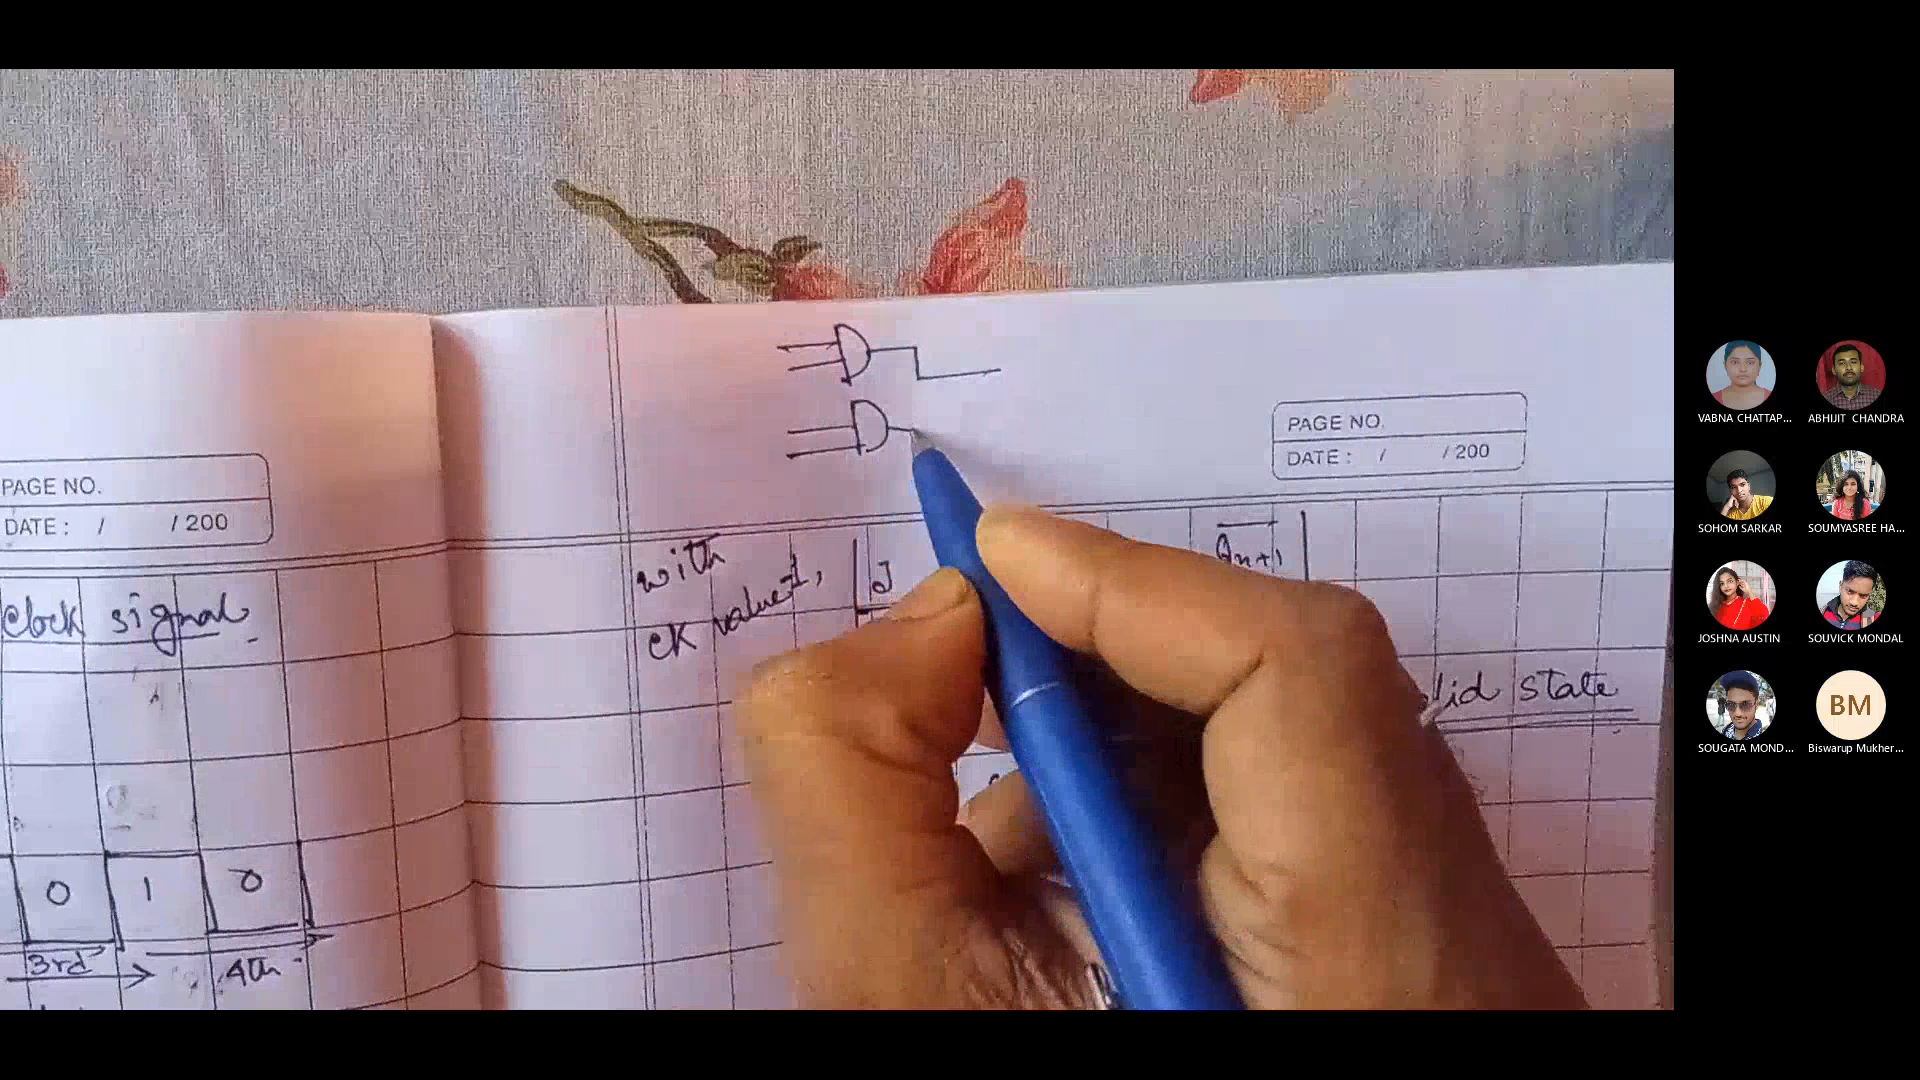 PAGE NO.
DATE : / / 200
clock signal
0 1 0
3rd 4th
PAGE NO.
DATE : / / 200
with
CK value=1,
J
Qn+1
lid state
VABNA CHATTAP...
ABHIJIT CHANDRA
SOHOM SARKAR
SOUMYASREE HA...
JOSHNA AUSTIN
SOUVICK MONDAL
SOUGATA MOND...
BM
Biswarup Mukher...